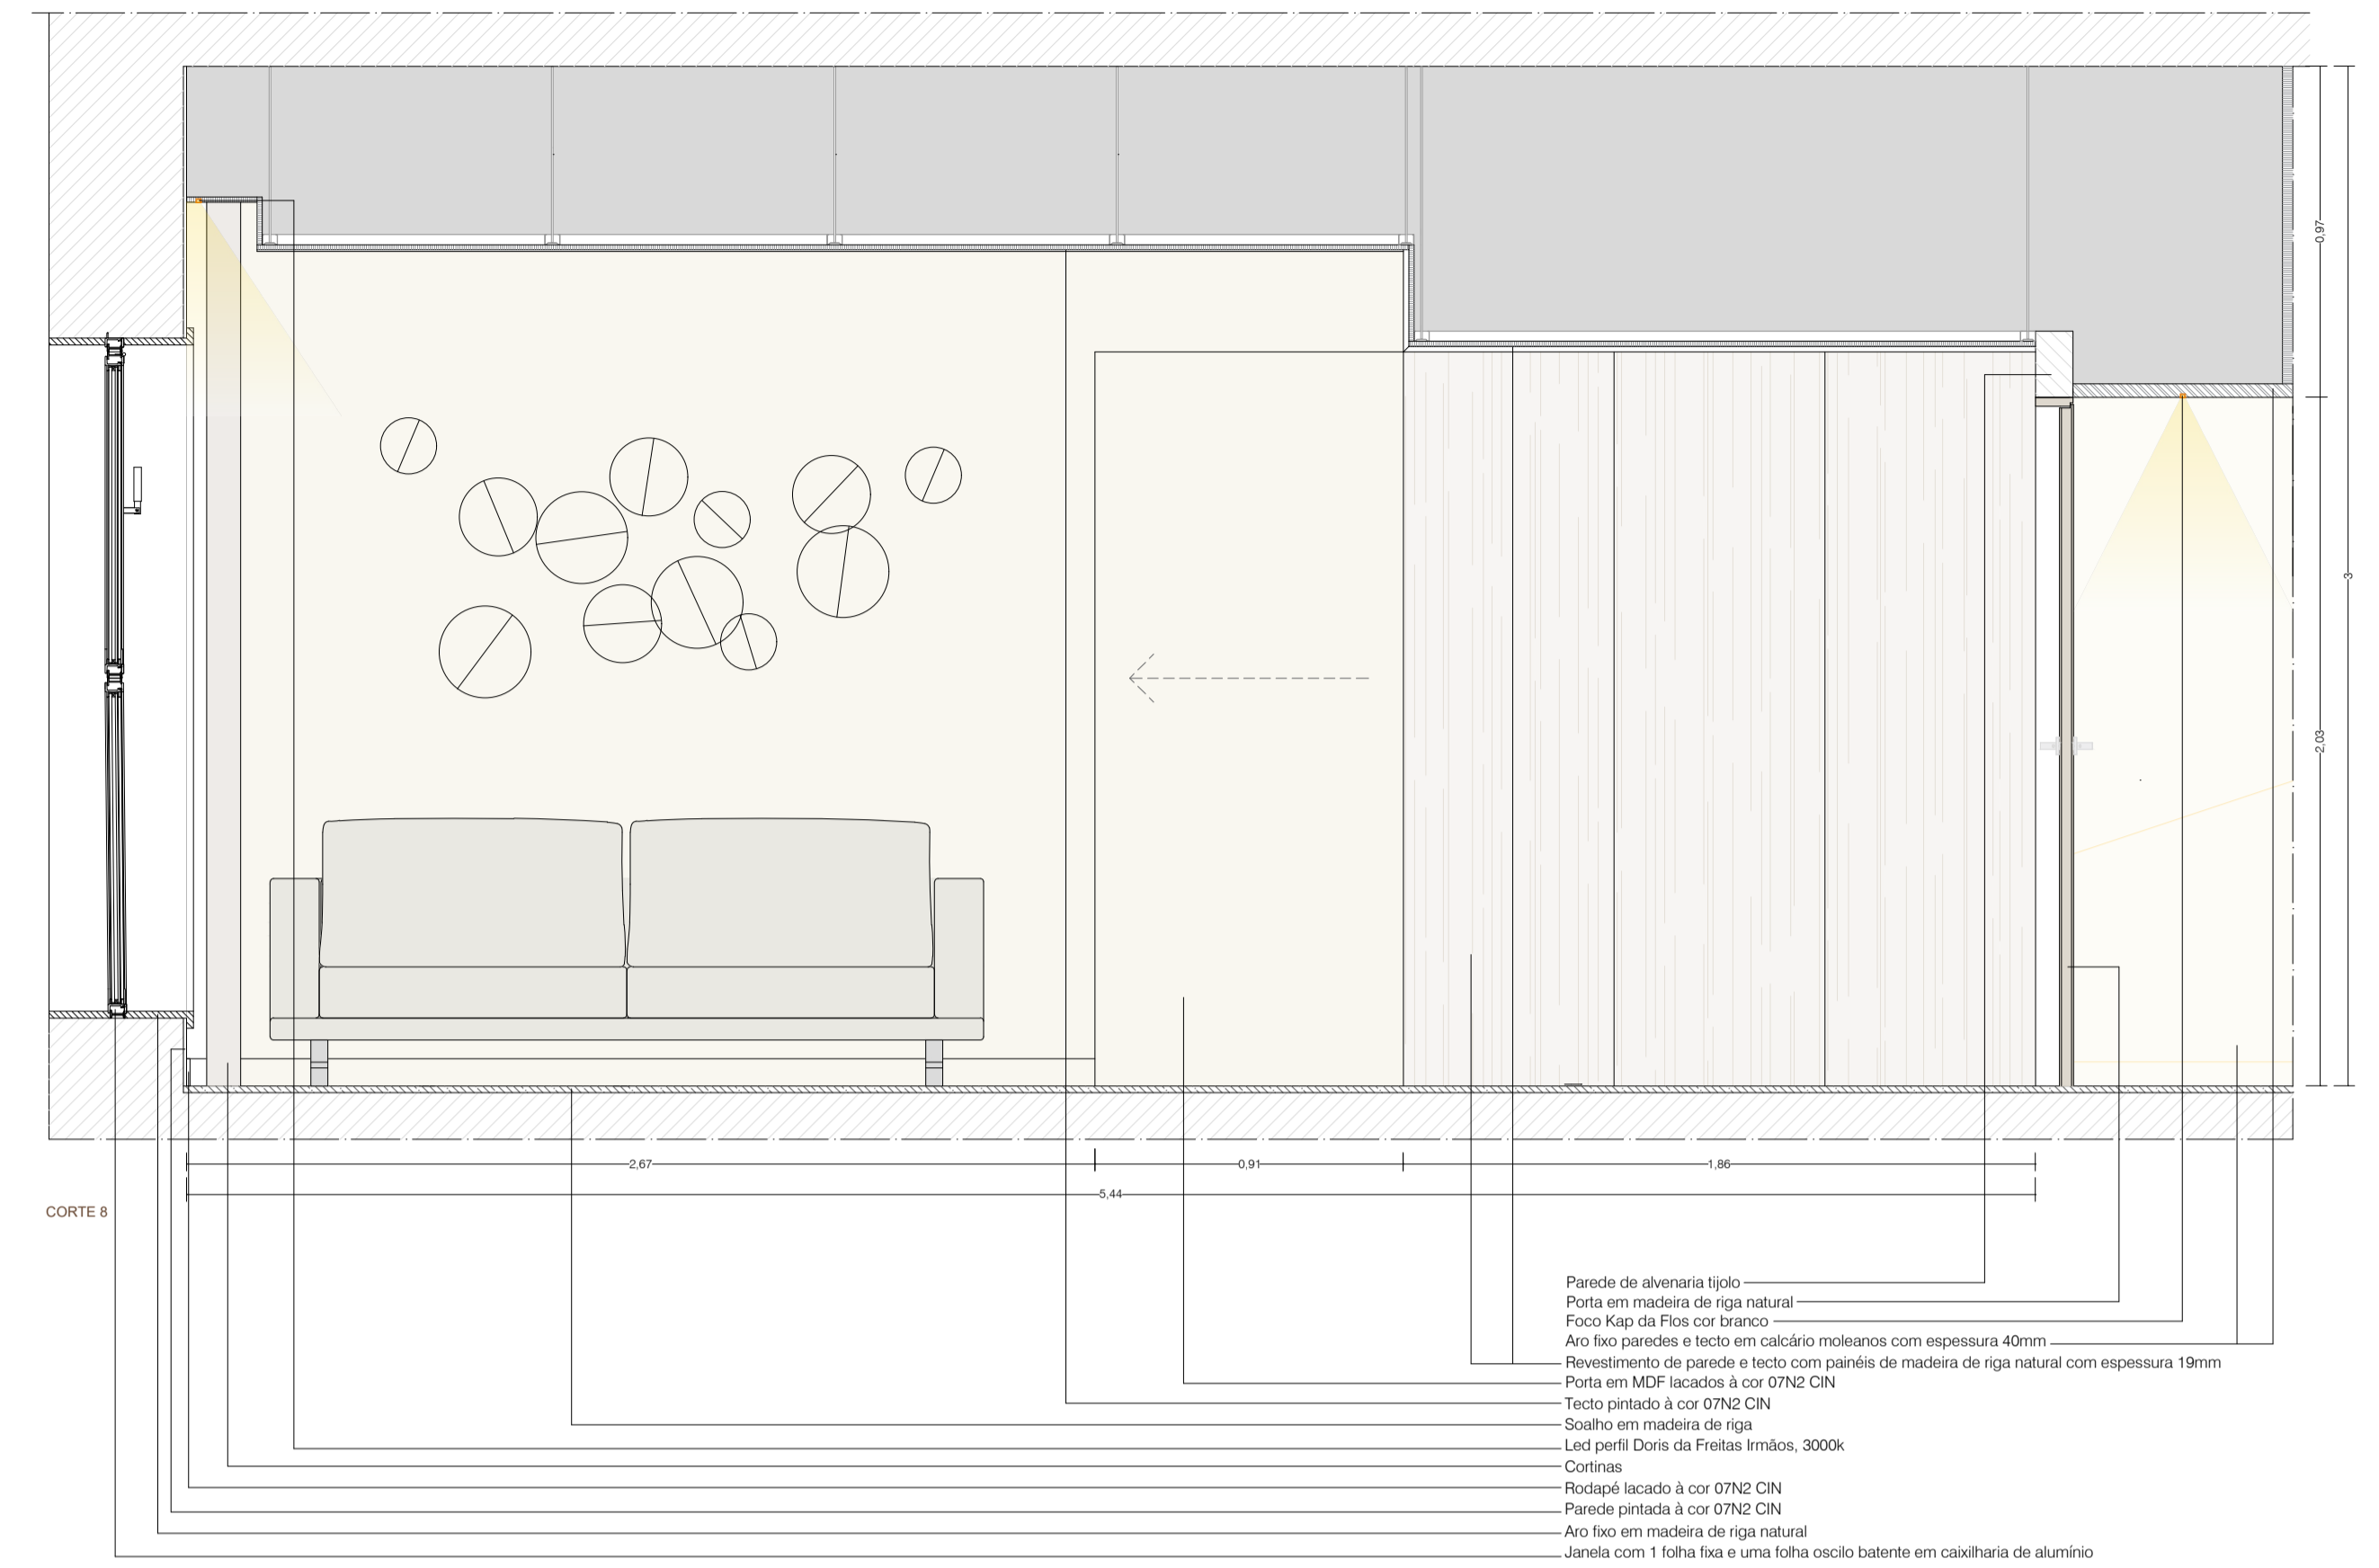 0,97
3
2,03
2,67
0,91
1,86
5,44
CORTE 8
Parede de alvenaria tijolo
Porta em madeira de riga natural
Foco Kap da Flos cor branco
Aro fixo paredes e tecto em calcário moleanos com espessura 40mm
Revestimento de parede e tecto com painéis de madeira de riga natural com espessura 19mm
Porta em MDF lacados à cor 07N2 CIN
Tecto pintado à cor 07N2 CIN
Soalho em madeira de riga
Led perfil Doris da Freitas Irmãos, 3000k
Cortinas
Rodapé lacado à cor 07N2 CIN
Parede pintada à cor 07N2 CIN
Aro fixo em madeira de riga natural
Janela com 1 folha fixa e uma folha oscilo batente em caixilharia de alumínio